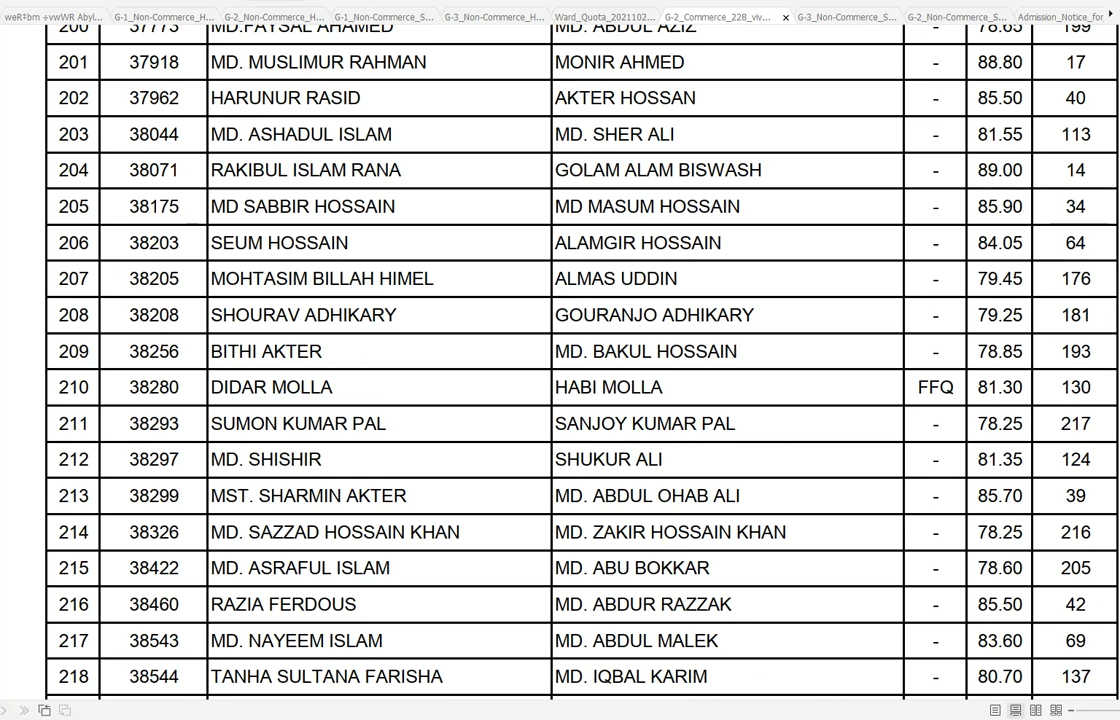 weR‡bm +vwWR Abyl... G-1_Non-Commerce_H... G-2_Non-Commerce_H... G-1_Non-Commerce_S... G-3_Non-Commerce_H... Ward_Quota_2021102... G-2_Commerce_228_viv... × G-3_Non-Commerce_S... G-2_Non-Commerce_S... Admission_Notice_for
200 37773 MD.FAYSAL AHAMED MD. ABDUL AZIZ - 78.65 199
201 37918 MD. MUSLIMUR RAHMAN MONIR AHMED - 88.80 17
202 37962 HARUNUR RASID AKTER HOSSAN - 85.50 40
203 38044 MD. ASHADUL ISLAM MD. SHER ALI - 81.55 113
204 38071 RAKIBUL ISLAM RANA GOLAM ALAM BISWASH - 89.00 14
205 38175 MD SABBIR HOSSAIN MD MASUM HOSSAIN - 85.90 34
206 38203 SEUM HOSSAIN ALAMGIR HOSSAIN - 84.05 64
207 38205 MOHTASIM BILLAH HIMEL ALMAS UDDIN - 79.45 176
208 38208 SHOURAV ADHIKARY GOURANJO ADHIKARY - 79.25 181
209 38256 BITHI AKTER MD. BAKUL HOSSAIN - 78.85 193
210 38280 DIDAR MOLLA HABI MOLLA FFQ 81.30 130
211 38293 SUMON KUMAR PAL SANJOY KUMAR PAL - 78.25 217
212 38297 MD. SHISHIR SHUKUR ALI - 81.35 124
213 38299 MST. SHARMIN AKTER MD. ABDUL OHAB ALI - 85.70 39
214 38326 MD. SAZZAD HOSSAIN KHAN MD. ZAKIR HOSSAIN KHAN - 78.25 216
215 38422 MD. ASRAFUL ISLAM MD. ABU BOKKAR - 78.60 205
216 38460 RAZIA FERDOUS MD. ABDUR RAZZAK - 85.50 42
217 38543 MD. NAYEEM ISLAM MD. ABDUL MALEK - 83.60 69
218 38544 TANHA SULTANA FARISHA MD. IQBAL KARIM - 80.70 137